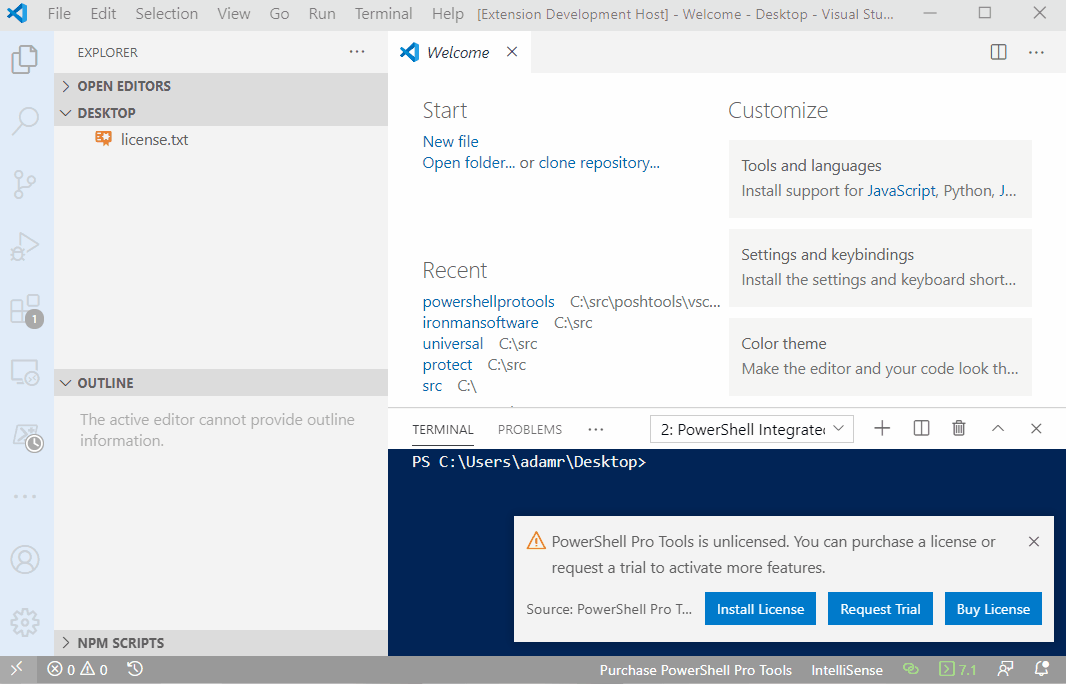 File Edit Selection View Go Run Terminal Help [Extension Development Host] - Welcome - Desktop - Visual Stu...
EXPLORER
OPEN EDITORS
DESKTOP
license.txt
1
OUTLINE
The active editor cannot provide outline
information.
NPM SCRIPTS
Welcome
Start
New file
Open folder... or clone repository...
Recent
powershellprotools C:\src\poshtools\vsc...
ironmansoftware C:\src
universal C:\src
protect C:\src
src C:\
Customize
Tools and languages
Install support for JavaScript, Python, J...
Settings and keybindings
Install the settings and keyboard short...
Color theme
Make the editor and your code look th...
TERMINAL PROBLEMS 2: PowerShell Integrated
PS C:\Users\adamr\Desktop>
PowerShell Pro Tools is unlicensed. You can purchase a license or
request a trial to activate more features.
Source: PowerShell Pro T... Install License Request Trial Buy License
0 0 Purchase PowerShell Pro Tools IntelliSense 7.1